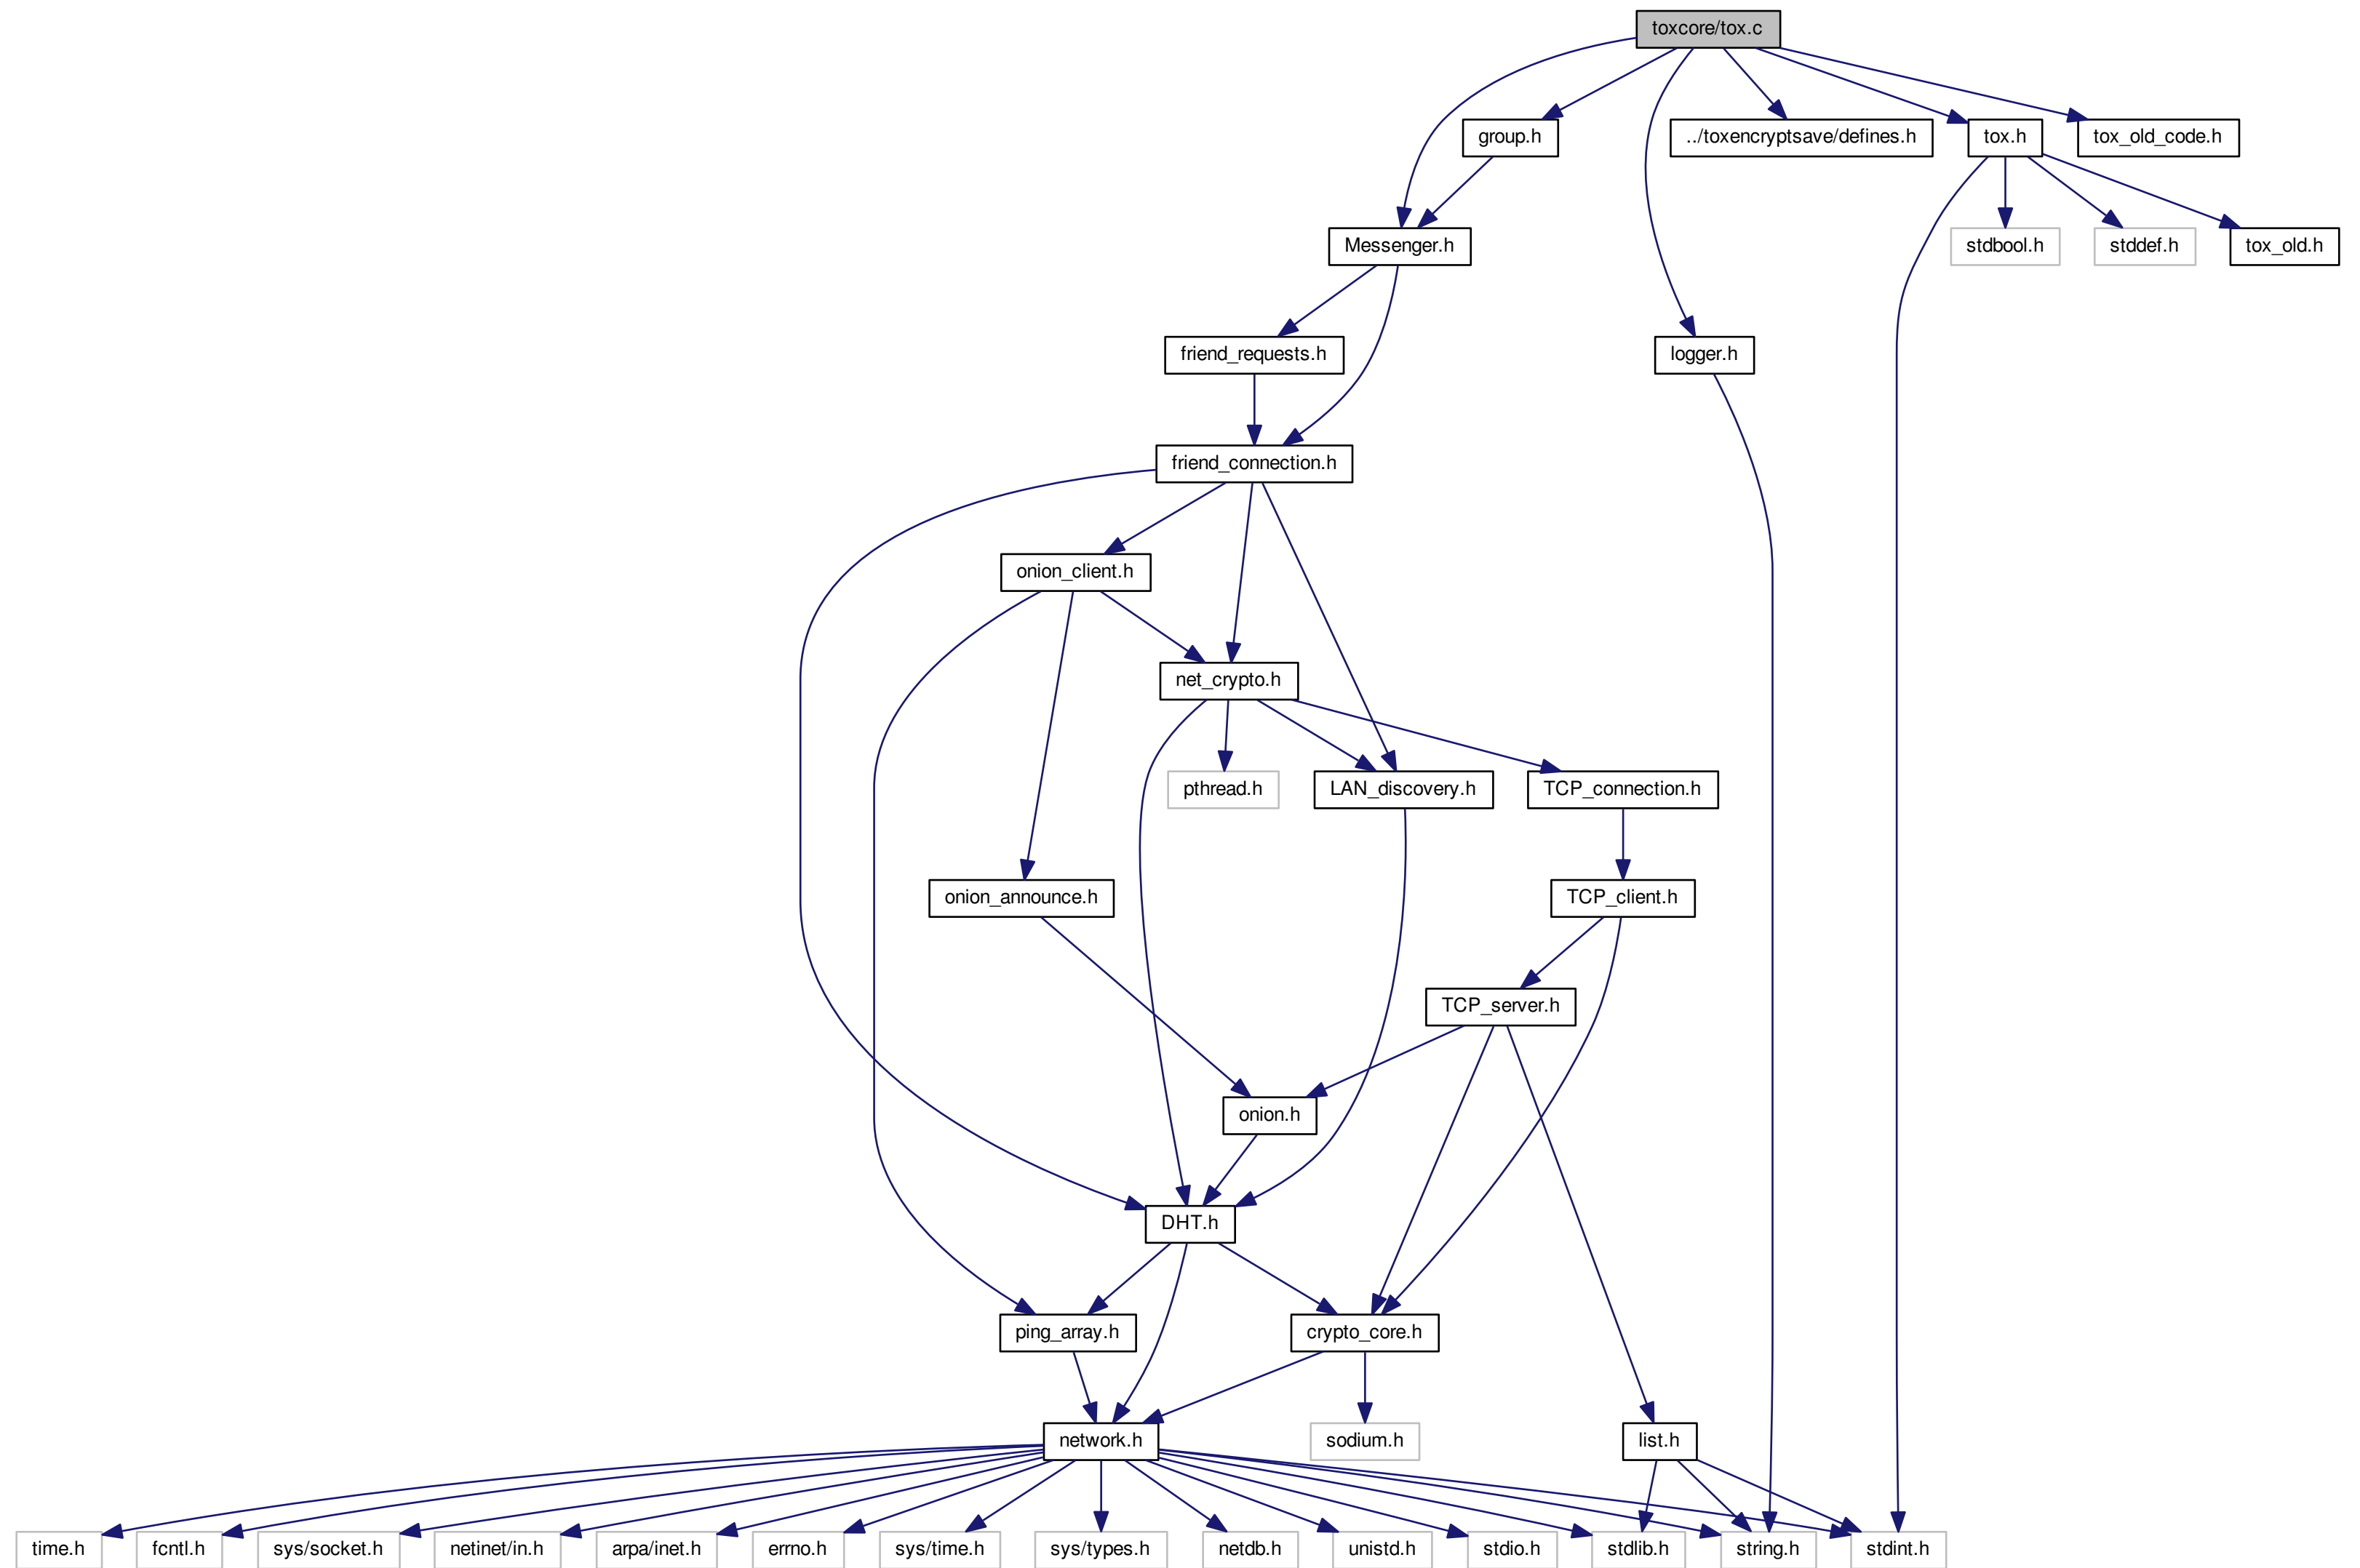 toxcore/tox.c
group.h
../toxencryptsave/defines.h
tox.h
tox_old_code.h
Messenger.h
stdbool.h
stddef.h
tox_old.h
friend_requests.h
logger.h
friend_connection.h
onion_client.h
net_crypto.h
pthread.h
LAN_discovery.h
TCP_connection.h
onion_announce.h
TCP_client.h
TCP_server.h
onion.h
DHT.h
ping_array.h
crypto_core.h
network.h
sodium.h
list.h
time.h
fcntl.h
sys/socket.h
netinet/in.h
arpa/inet.h
errno.h
sys/time.h
sys/types.h
netdb.h
unistd.h
stdio.h
stdlib.h
string.h
stdint.h